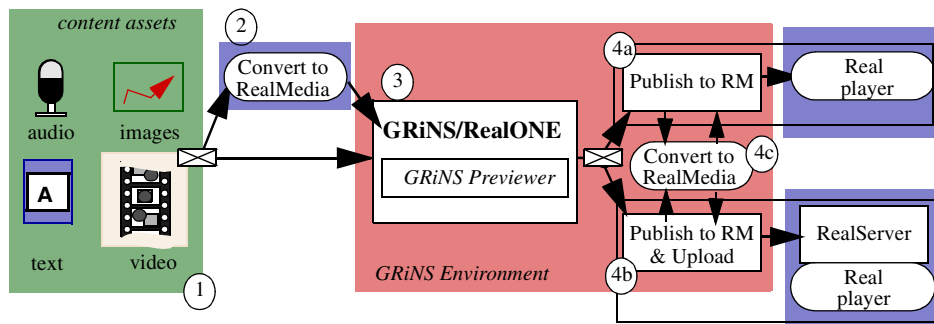 content assets
audio
images
A
text
video
1
2
Convert to
RealMedia
3
GRiNS/RealONE
GRiNS Previewer
GRiNS Environment
4a
Publish to RM
Convert to
RealMedia
4c
Publish to RM
& Upload
4b
Real
player
RealServer
Real
player